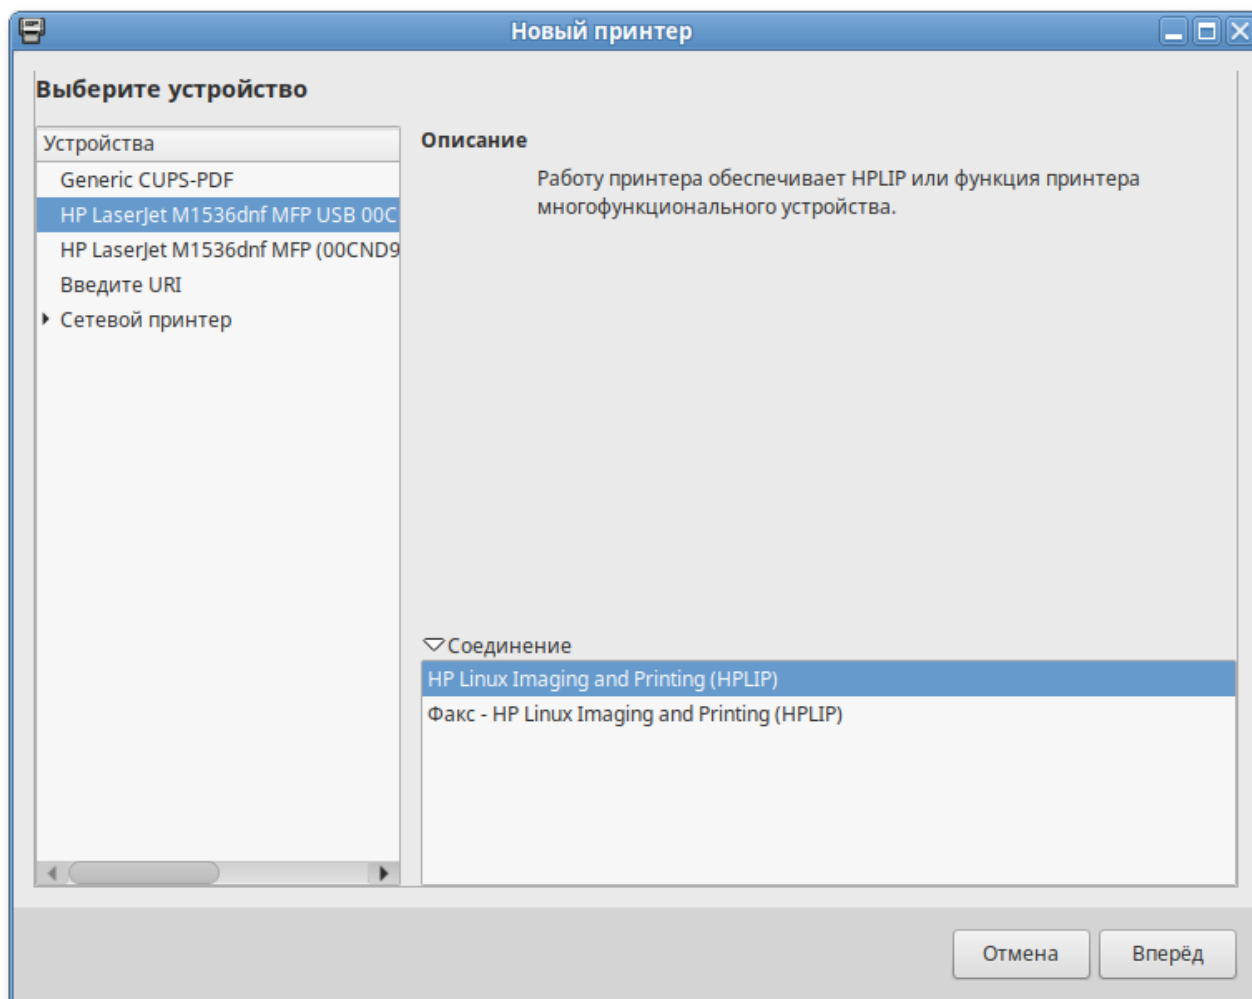 Новый принтер
Выберите устройство
Устройства
Generic CUPS-PDF
HP LaserJet M1536dnf MFP USB 00C
HP LaserJet M1536dnf MFP (00CND9
Введите URI
Сетевой принтер
Описание
Работу принтера обеспечивает HPLIP или функция принтера
многофункционального устройства.
Соединение
HP Linux Imaging and Printing (HPLIP)
Факс - HP Linux Imaging and Printing (HPLIP)
Отмена
Вперёд